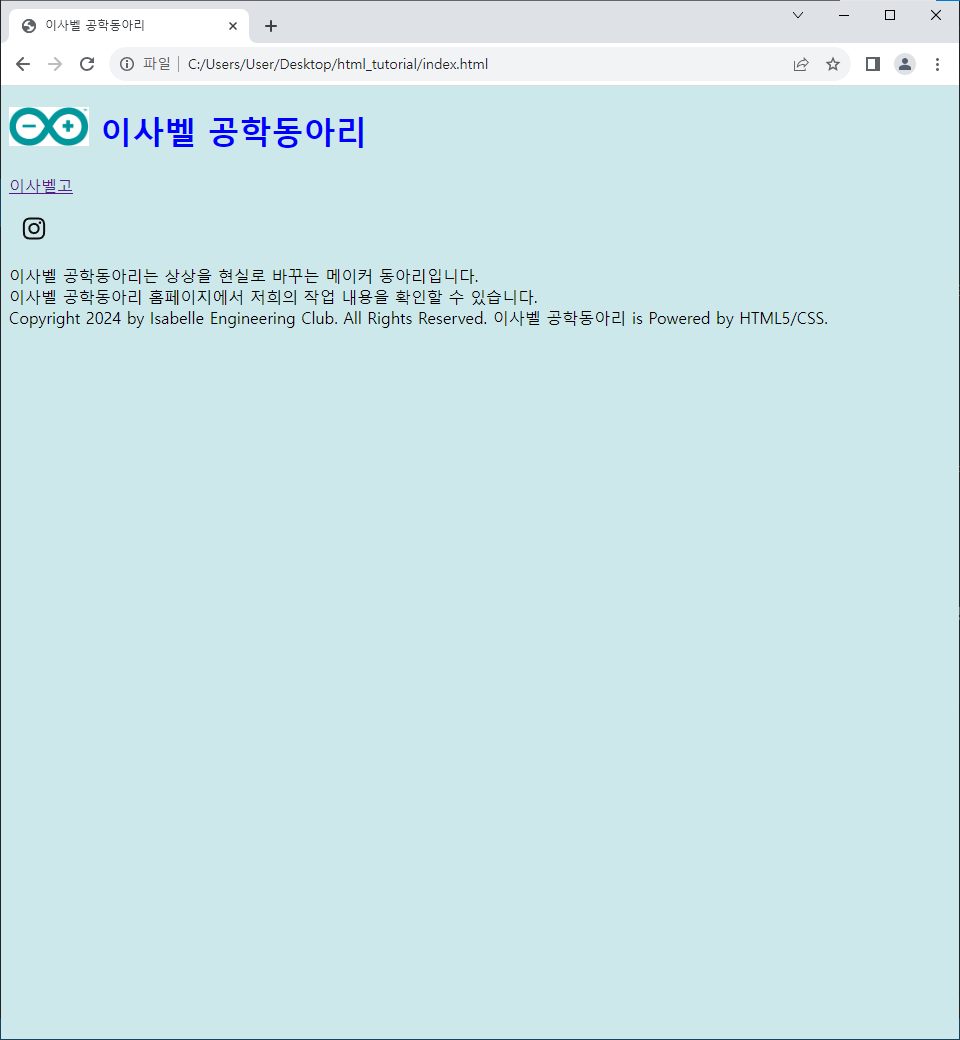 이사벨 공학동아리
파일 C:/Users/User/Desktop/html_tutorial/index.html
이사벨 공학동아리
이사벨고
이사벨 공학동아리는 상상을 현실로 바꾸는 메이커 동아리입니다.
이사벨 공학동아리 홈페이지에서 저희의 작업 내용을 확인할 수 있습니다.
Copyright 2024 by Isabelle Engineering Club. All Rights Reserved. 이사벨 공학동아리 is Powered by HTML5/CSS.